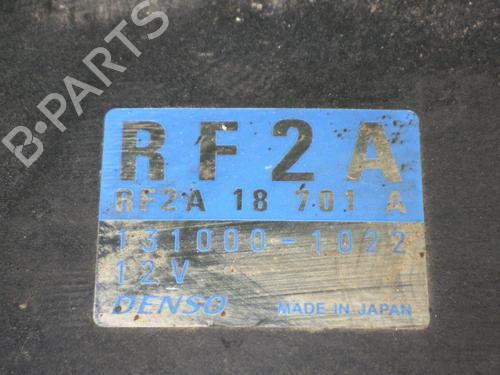 B-PARTS
RF2A
RF2A 18 701 A
131000-1022
12V
DENSO MADE IN JAPAN